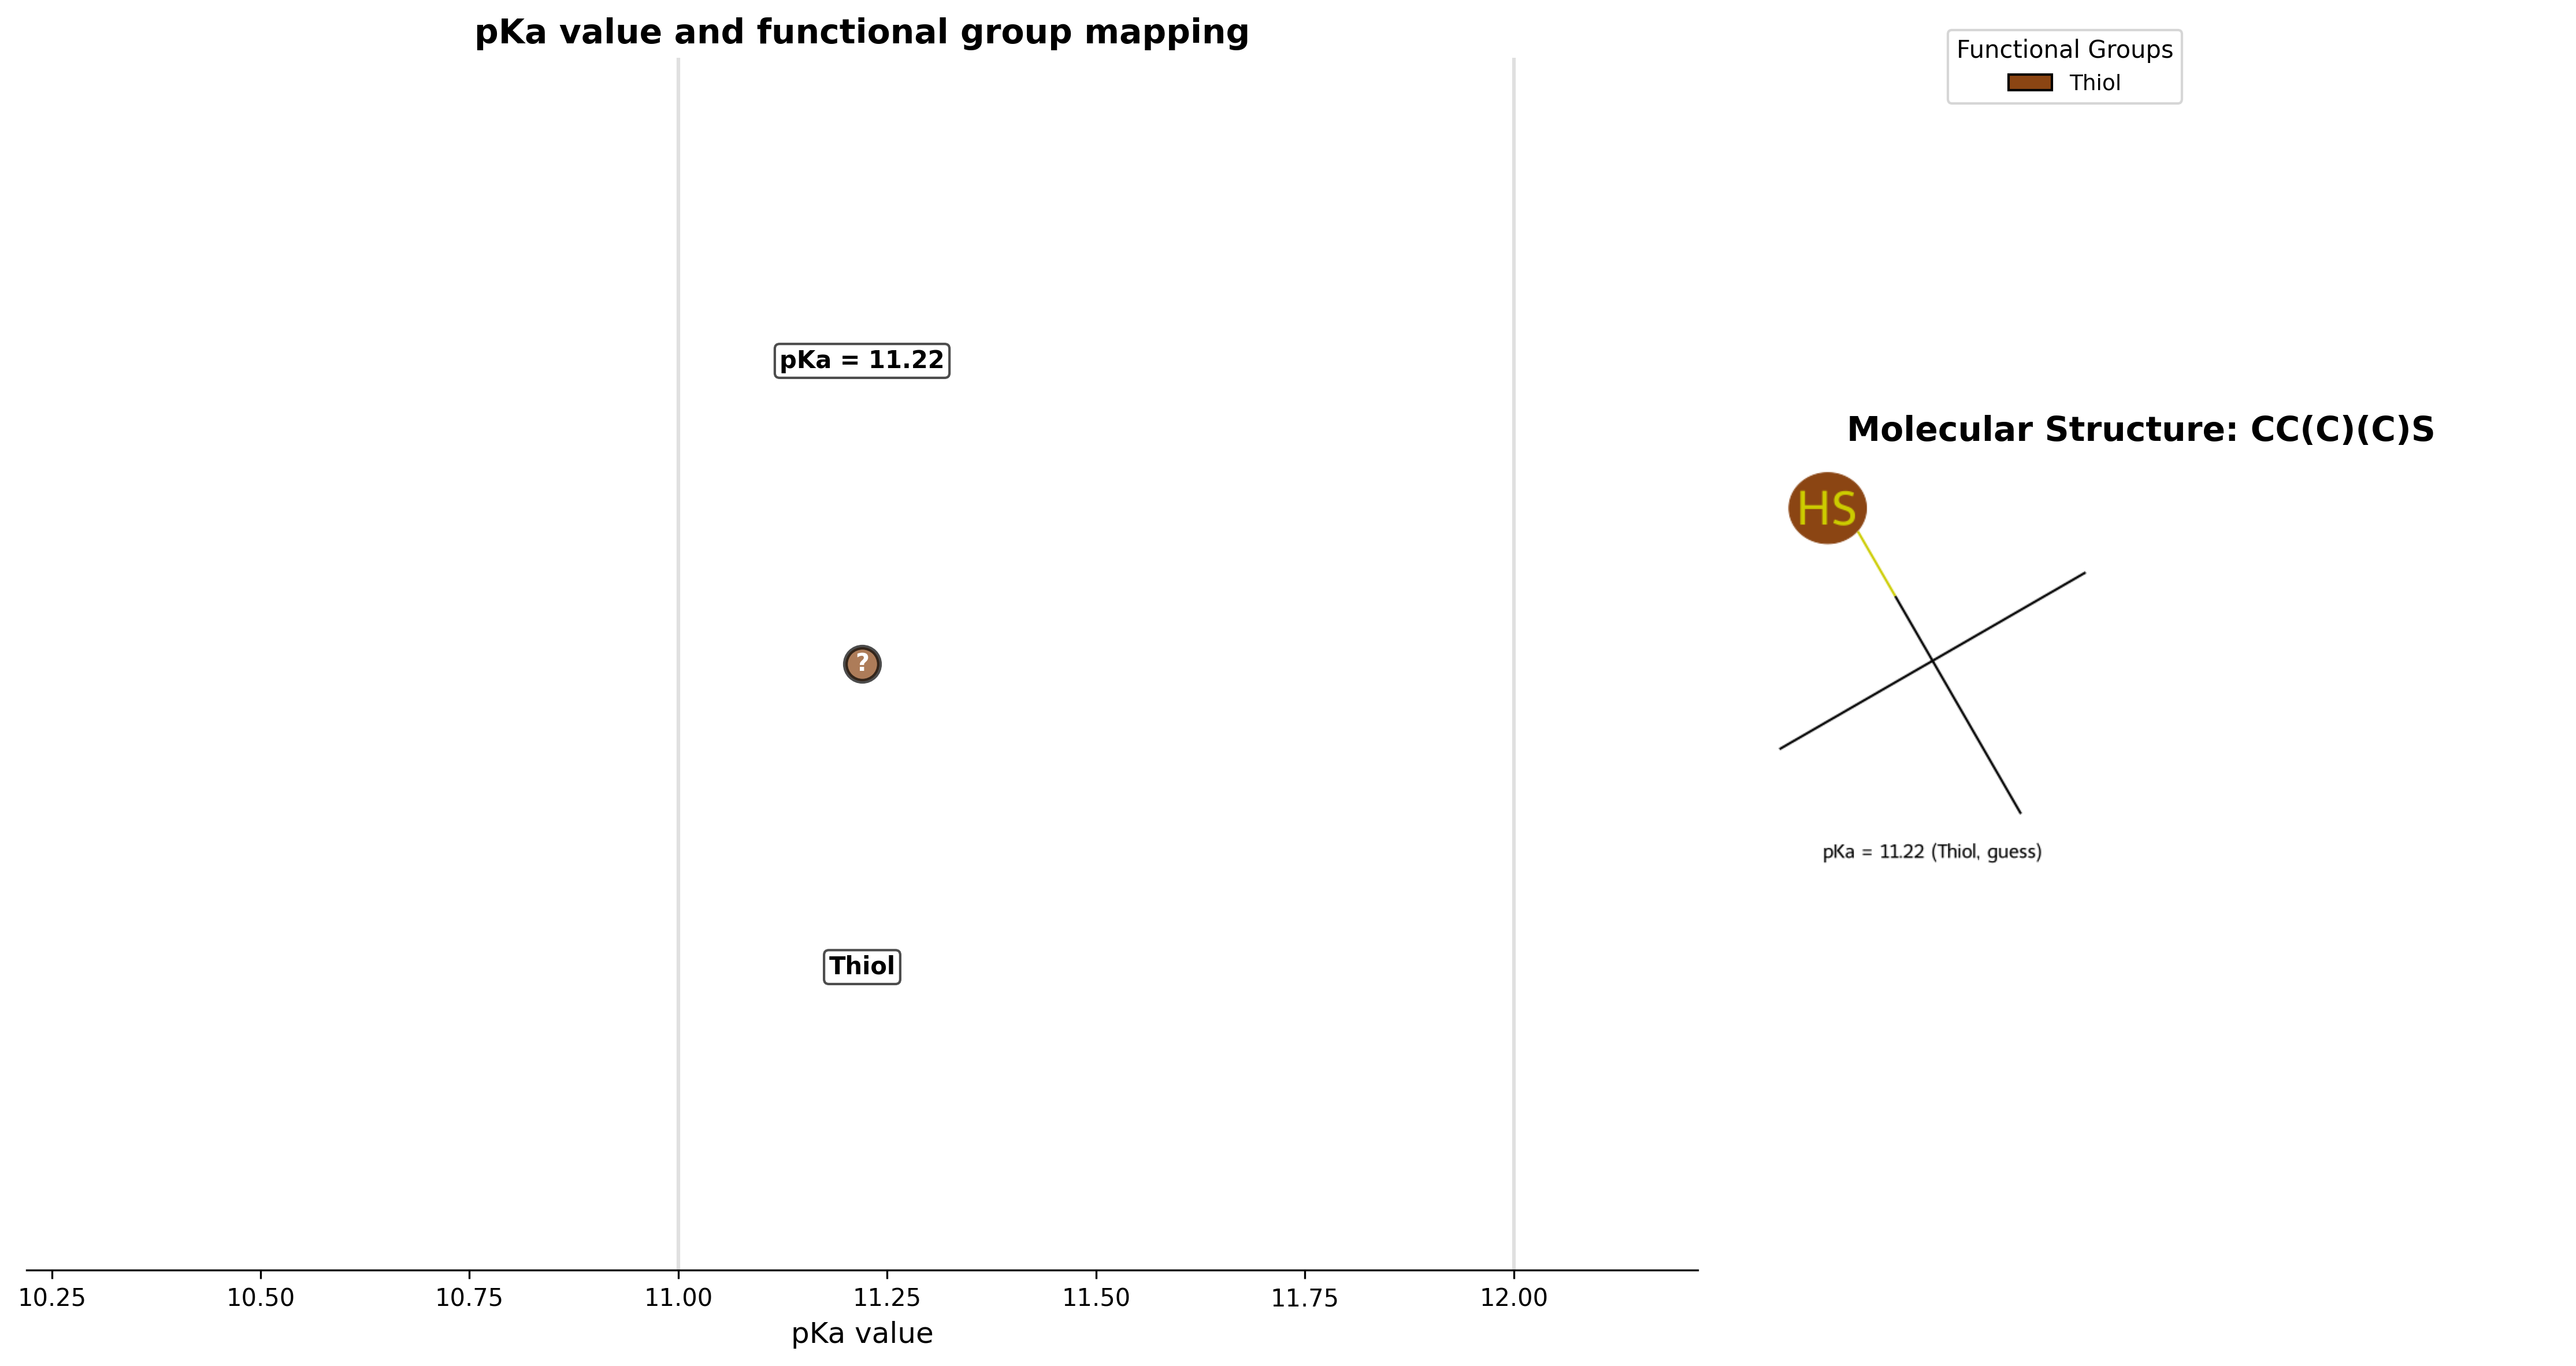 pKa value and functional group mapping
pKa = 11.22
?
Thiol
10.25 10.50 10.75 11.00 11.25 11.50 11.75 12.00
pKa value
Functional Groups
Thiol
Molecular Structure: CC(C)(C)S
HS
pKa = 11.22 (Thiol, guess)